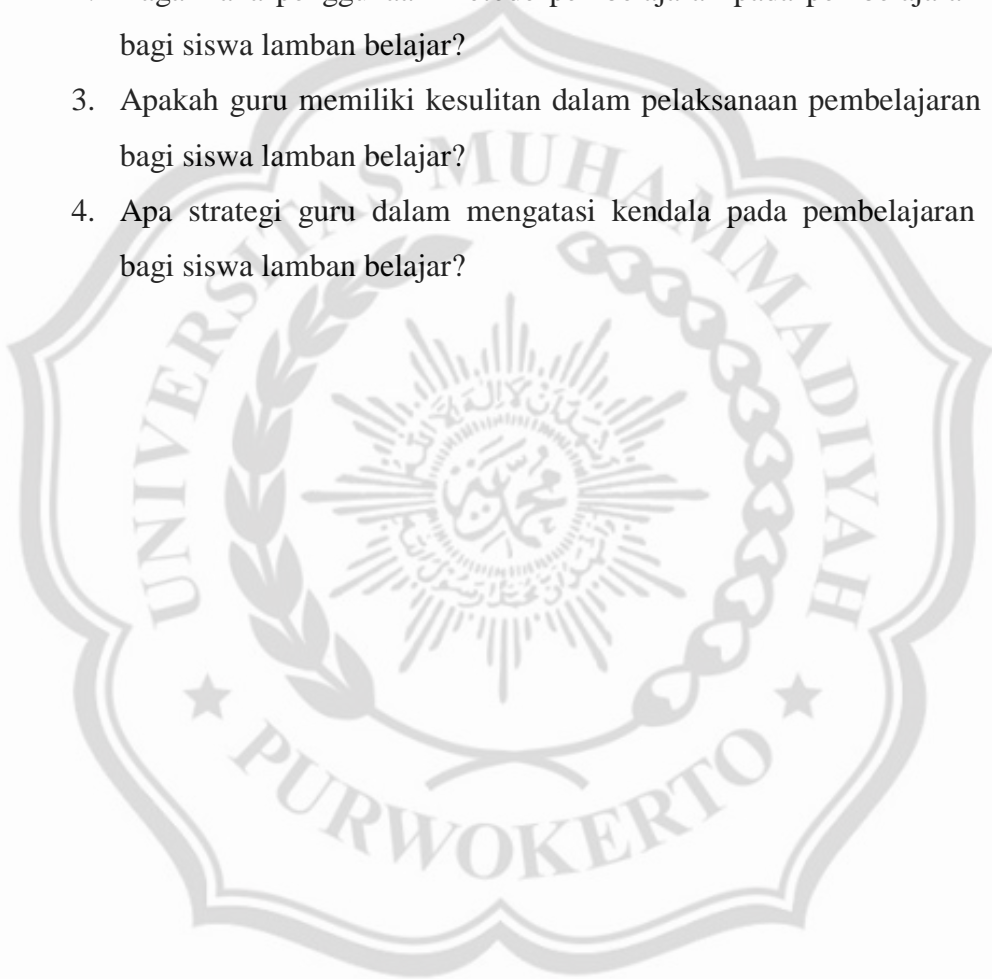 bagi siswa lamban belajar?
3. Apakah guru memiliki kesulitan dalam pelaksanaan pembelajaran
bagi siswa lamban belajar?
4. Apa strategi guru dalam mengatasi kendala pada pembelajaran
bagi siswa lamban belajar?
UNIVERSITAS MUHAMMADIYAH
PURWOKERTO